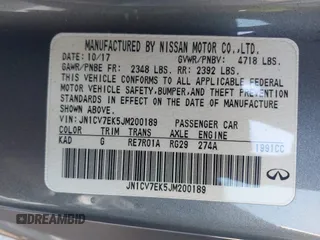 MANUFACTURED BY NISSAN MOTOR CO.,LTD.
10/17 GVWR/PNBV: 4718 LBS.
GAWR/PNBE FR: 2348 LBS. RR: 2392 LBS.
THIS VEHICLE CONFORMS TO ALL APPLICABLE FEDERAL
MOTOR VEHICLE SAFETY,BUMPER,AND THEFT PREVENTION
STANDARDS IN EFFECT ON THE DATE OF MANUFACTURE
SHOWN ABOVE.
VIN: JN1CV7EK5JM200189 PASSENGER CAR
COLOR TRIM TRANS AXLE ENGINE
KAD G RE7R01A RG29 274A 1991CC
JN1CV7EK5JM200189
INFINITI
DREAMBID